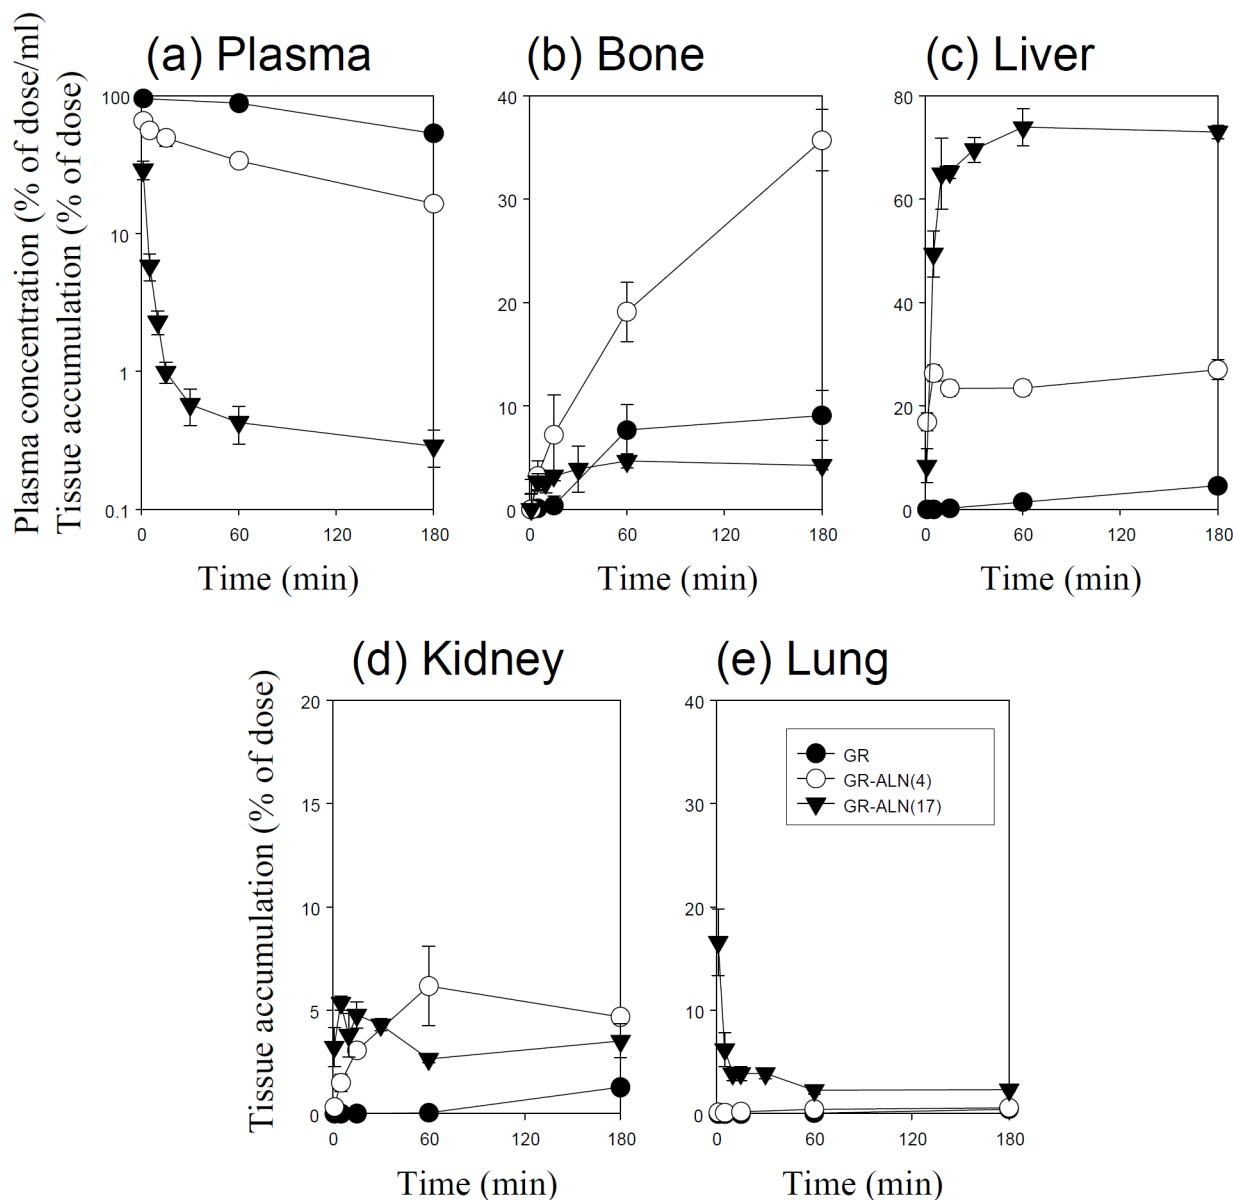 (a) Plasma
(b) Bone
(c) Liver
Plasma concentration (% of dose/ml)
Tissue accumulation (% of dose)
100
10
1
0.1
0
60
120
180
Time (min)
40
30
20
10
0
0
60
120
180
Time (min)
80
60
40
20
0
0
60
120
180
Time (min)
(d) Kidney
(e) Lung
Tissue accumulation (% of dose)
20
15
10
5
0
0
60
120
180
Time (min)
40
30
20
10
0
0
60
120
180
Time (min)
GR
GR-ALN(4)
GR-ALN(17)